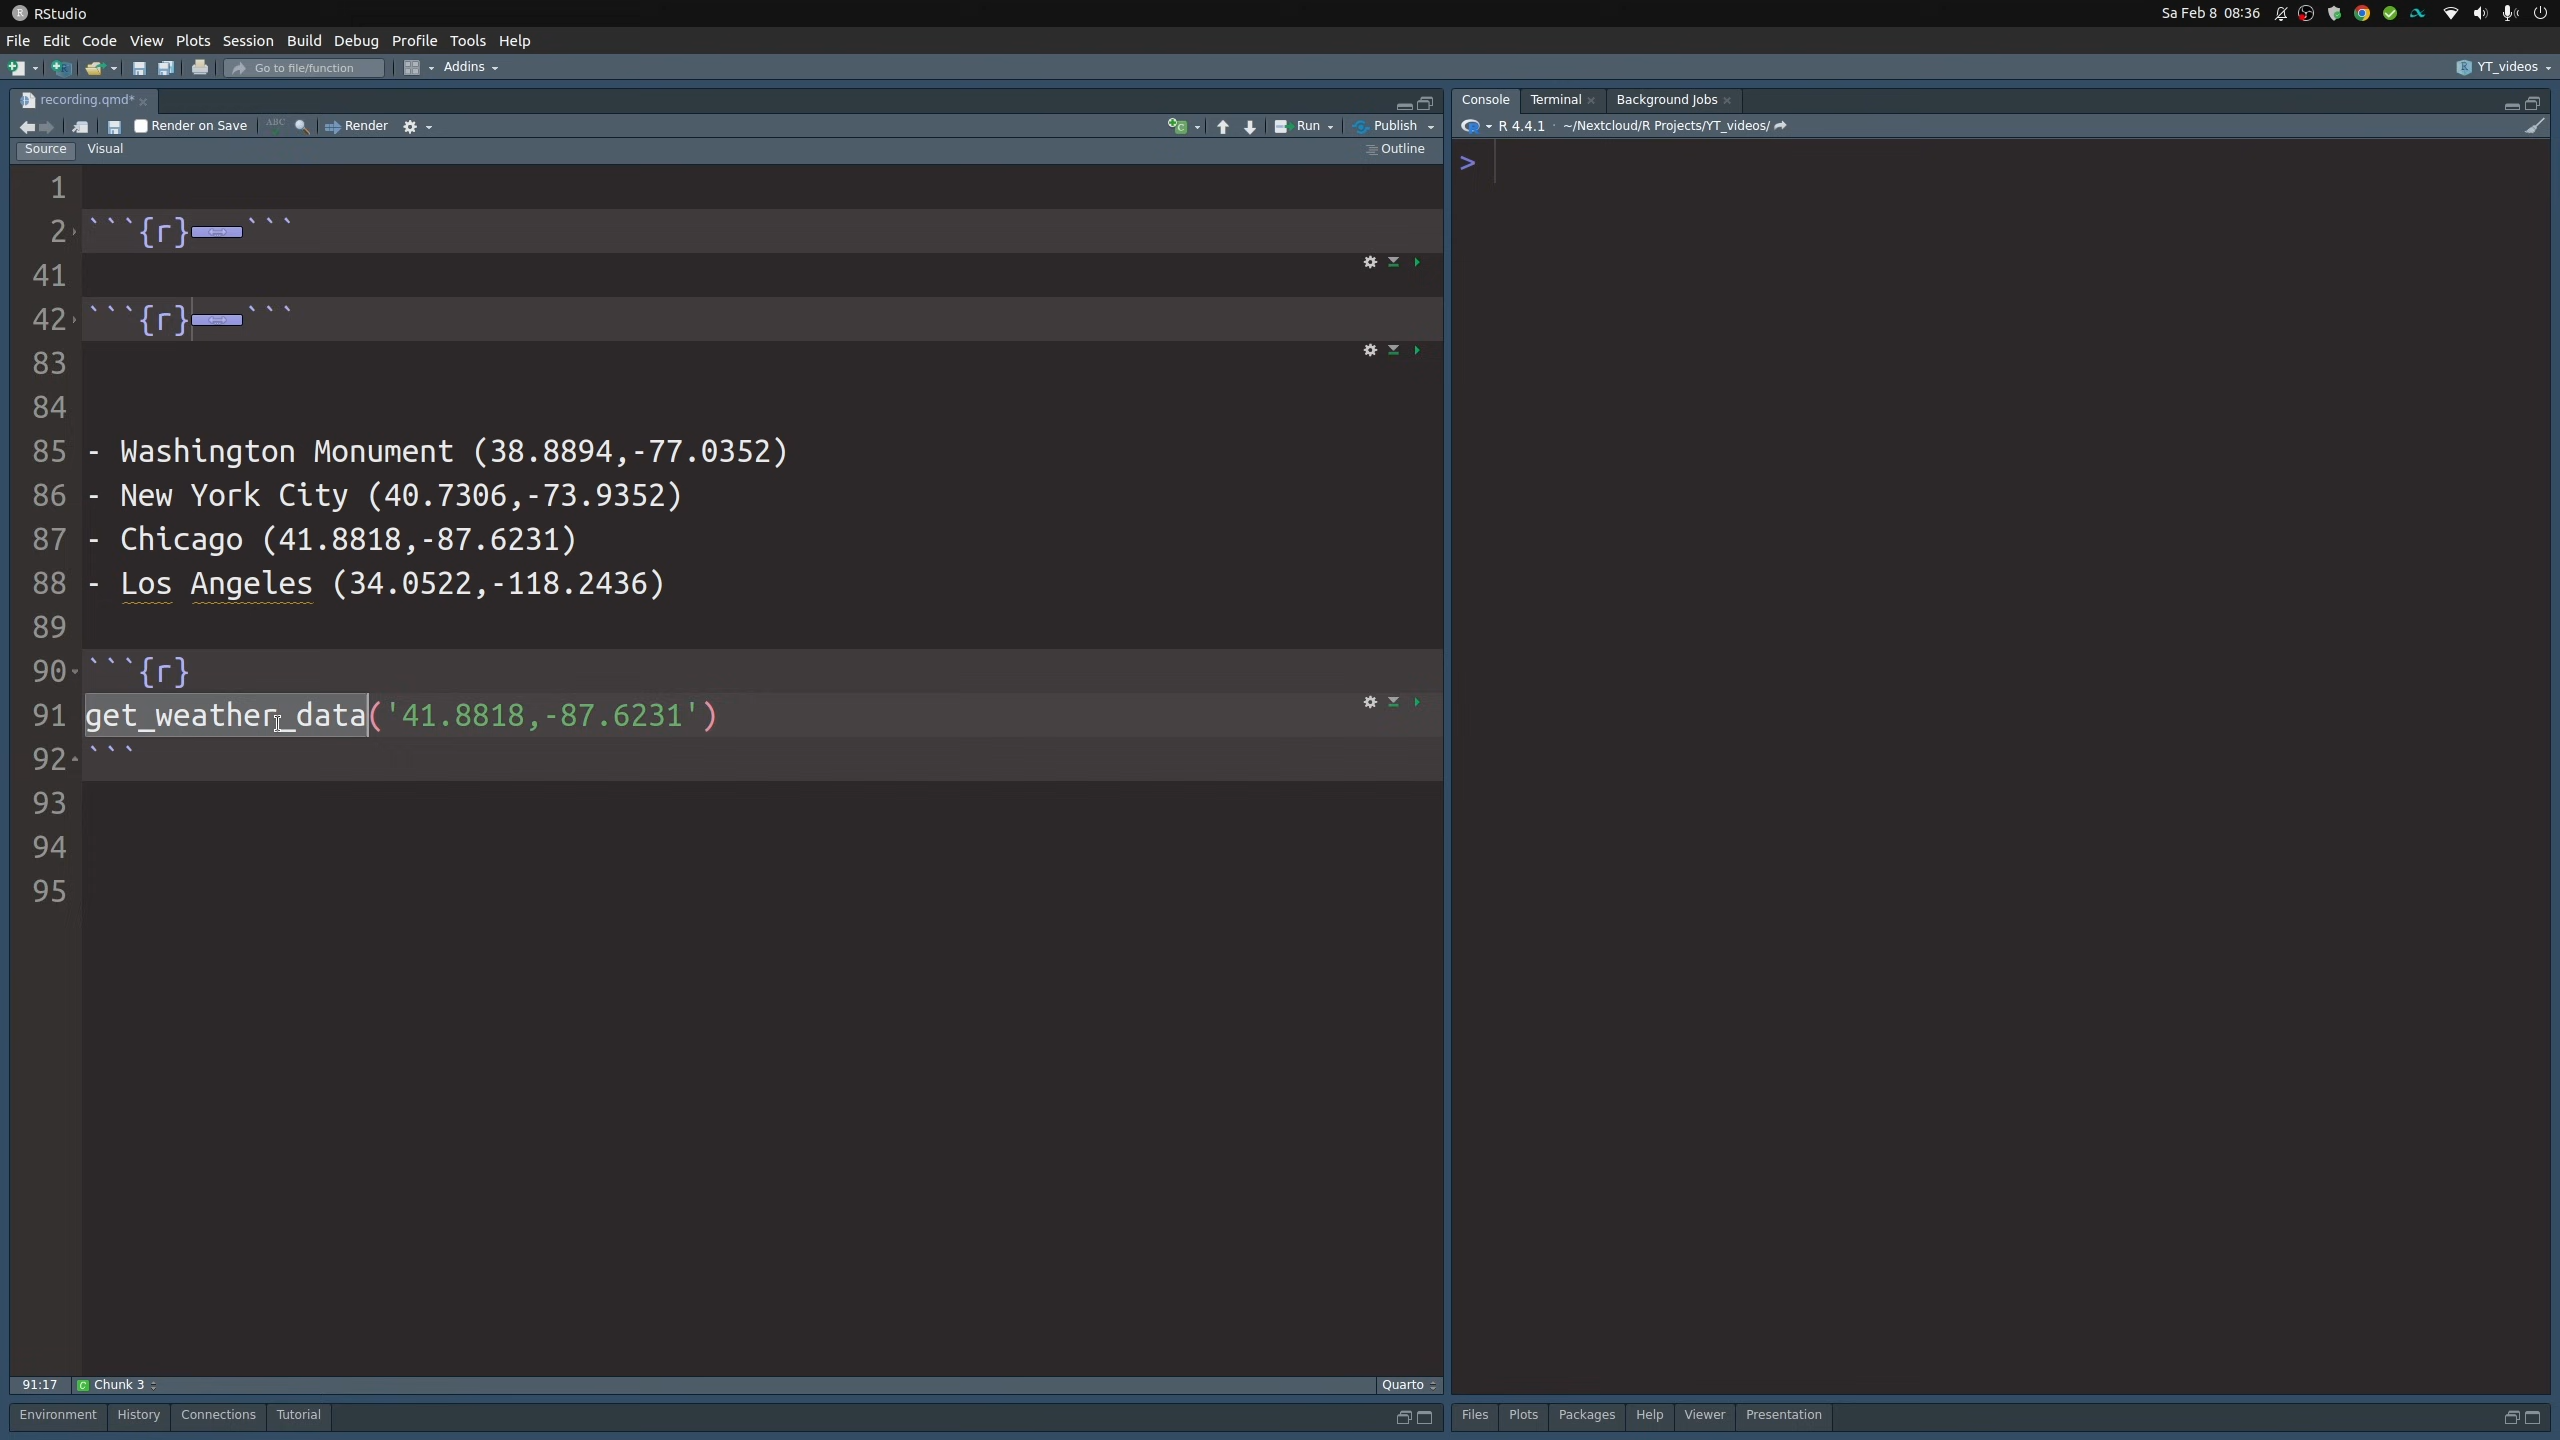 RStudio
Sa Feb 8 08:36
File Edit Code View Plots Session Build Debug Profile Tools Help
Go to file/function
Addins
YT_videos
recording.qmd*
Render on Save
ABC
Render
Run
Publish
Source
Visual
Outline
1
2 ```{r}```
41
42 ```{r}```
83
84
85 - Washington Monument (38.8894,-77.0352)
86 - New York City (40.7306,-73.9352)
87 - Chicago (41.8818,-87.6231)
88 - Los Angeles (34.0522,-118.2436)
89
90 ```{r}
91 get_weather_data('41.8818,-87.6231')
92 ```
93
94
95
91:17
C Chunk 3
Quarto
Environment History Connections Tutorial
Console Terminal Background Jobs
R 4.4.1 · ~/Nextcloud/R Projects/YT_videos/
>
Files Plots Packages Help Viewer Presentation